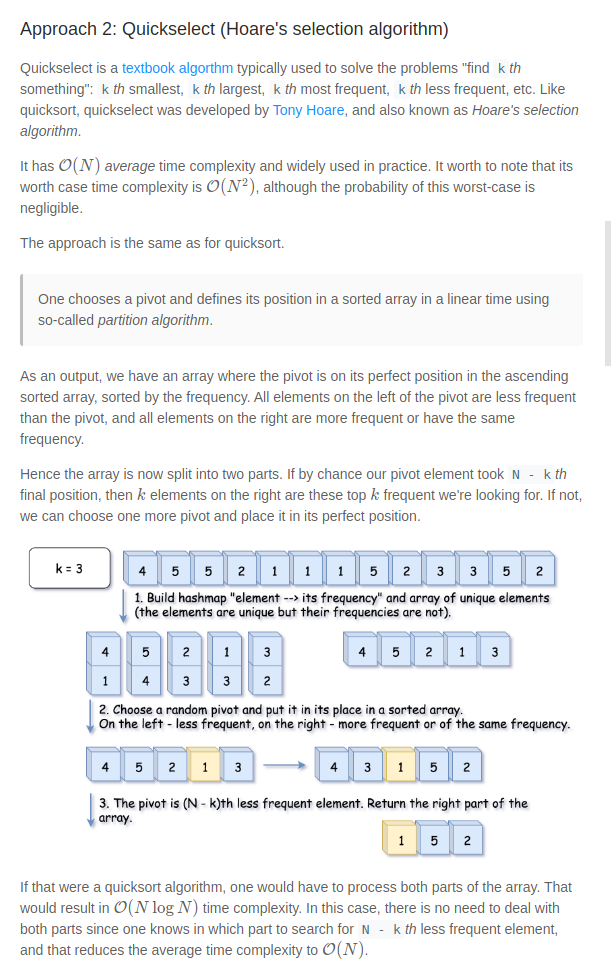 Approach 2: Quickselect (Hoare's selection algorithm)
Quickselect is a textbook algorthm typically used to solve the problems "find k th
something": k th smallest, k th largest, k th most frequent, k th less frequent, etc. Like
quicksort, quickselect was developed by Tony Hoare, and also known as Hoare's selection
algorithm.
It has O(N) average time complexity and widely used in practice. It worth to note that its
worth case time complexity is O(N²), although the probability of this worst-case is
negligible.
The approach is the same as for quicksort.
One chooses a pivot and defines its position in a sorted array in a linear time using
so-called partition algorithm.
As an output, we have an array where the pivot is on its perfect position in the ascending
sorted array, sorted by the frequency. All elements on the left of the pivot are less frequent
than the pivot, and all elements on the right are more frequent or have the same
frequency.
Hence the array is now split into two parts. If by chance our pivot element took N - k th
final position, then k elements on the right are these top k frequent we're looking for. If not,
we can choose one more pivot and place it in its perfect position.
k = 3 4 5 5 2 1 1 1 5 2 3 3 5 2
1. Build hashmap "element --> its frequency" and array of unique elements
(the elements are unique but their frequencies are not).
4 5 2 1 3 4 5 2 1 3
1 4 3 3 2
2. Choose a random pivot and put it in its place in a sorted array.
On the left - less frequent, on the right - more frequent or of the same frequency.
4 5 2 1 3 4 3 1 5 2
3. The pivot is (N - k)th less frequent element. Return the right part of the
array.
1 5 2
If that were a quicksort algorithm, one would have to process both parts of the array. That
would result in O(N log N) time complexity. In this case, there is no need to deal with
both parts since one knows in which part to search for N - k th less frequent element,
and that reduces the average time complexity to O(N).